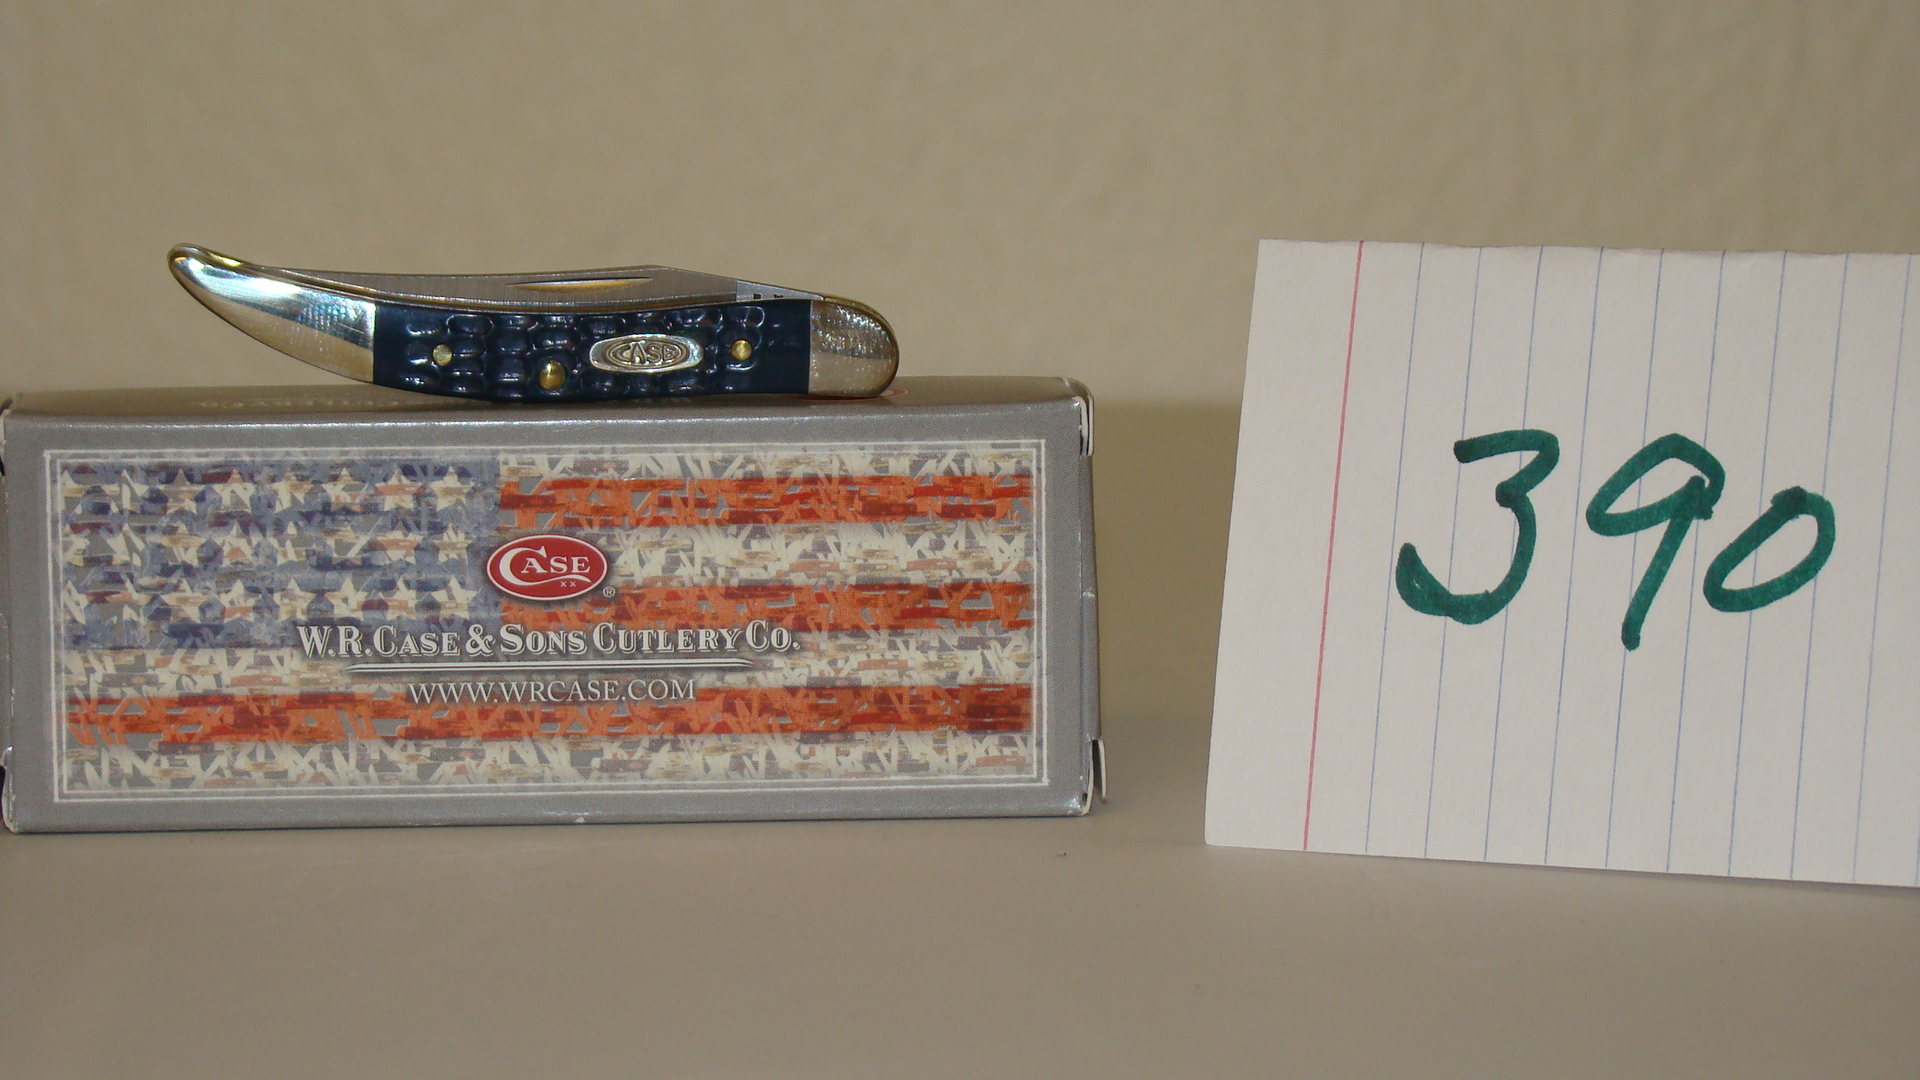 CASE
CASE
XX
®
W.R. CASE & SONS CUTLERY CO.
WWW.WRCASE.COM
390